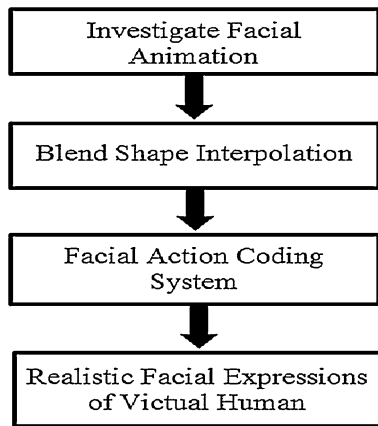 Investigate Facial
Animation
Blend Shape Interpolation
Facial Action Coding
System
Realistic Facial Expressions
of Victual Human